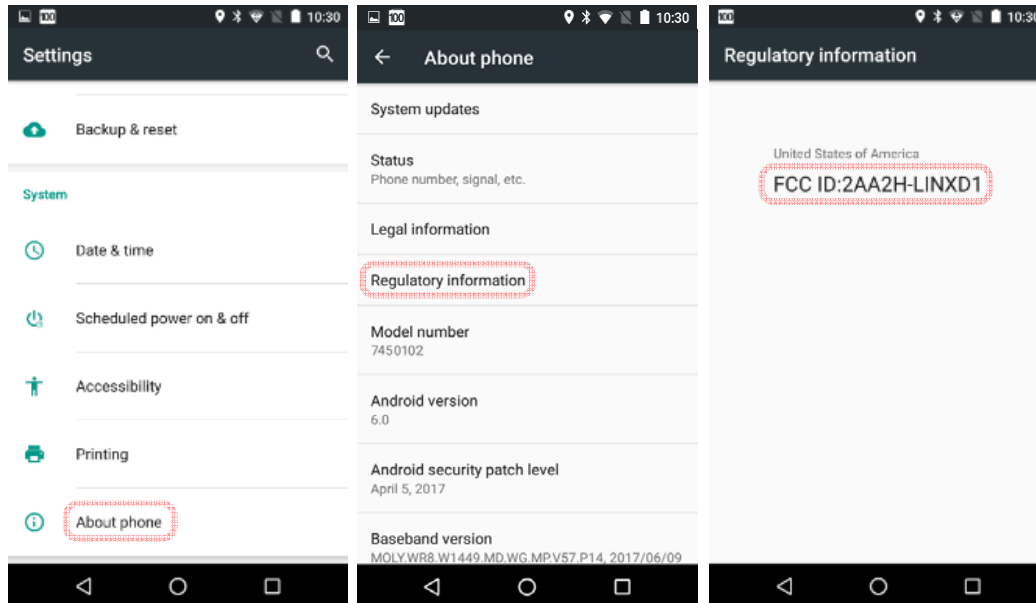 100
10:30
Settings
Backup & reset
System
Date & time
Scheduled power on & off
Accessibility
Printing
About phone
100
10:30
About phone
System updates
Status
Phone number, signal, etc.
Legal information
Regulatory information
Model number
7450102
Android version
6.0
Android security patch level
April 5, 2017
Baseband version
MOLY.WR8.W1449.MD.WG.MP.V57.P14, 2017/06/09
100
10:30
Regulatory information
United States of America
FCC ID:2AA2H-LINXD1